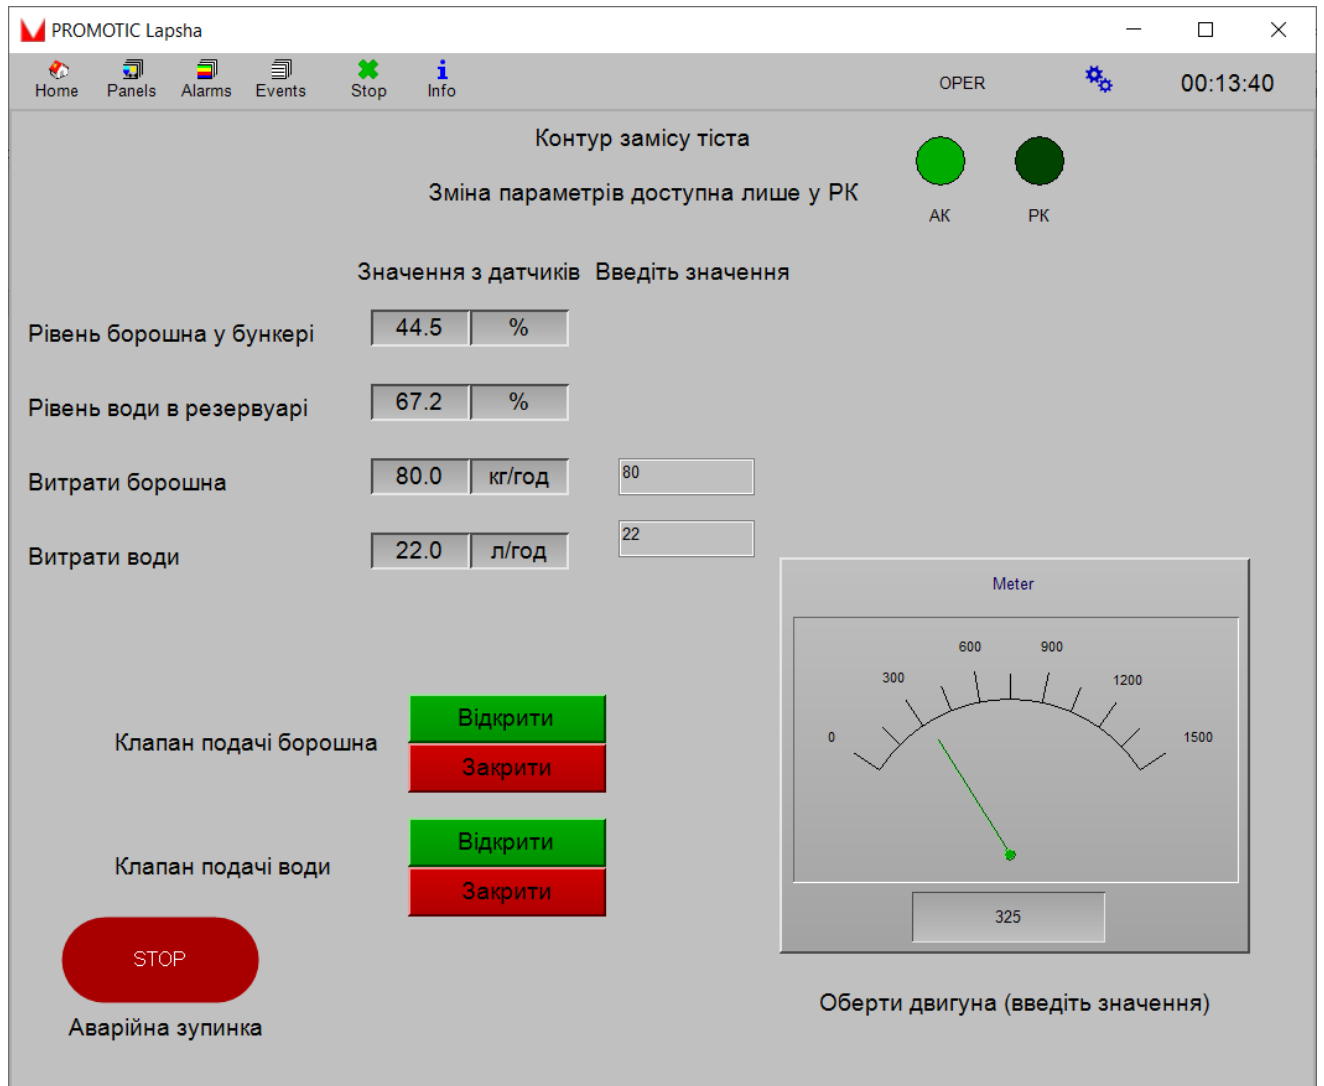 PROMOTIC Lapsha
Home Panels Alarms Events Stop Info OPER 00:13:40
Контур замісу тіста
Зміна параметрів доступна лише у РК
АК РК
Значення з датчиків Введіть значення
Рівень борошна у бункері 44.5 %
Рівень води в резервуарі 67.2 %
Витрати борошна 80.0 кг/год 80
Витрати води 22.0 л/год 22
Meter
600 900
300 1200
0 1500
325
Оберти двигуна (введіть значення)
Клапан подачі борошна
Відкрити
Закрити
Клапан подачі води
Відкрити
Закрити
STOP
Аварійна зупинка